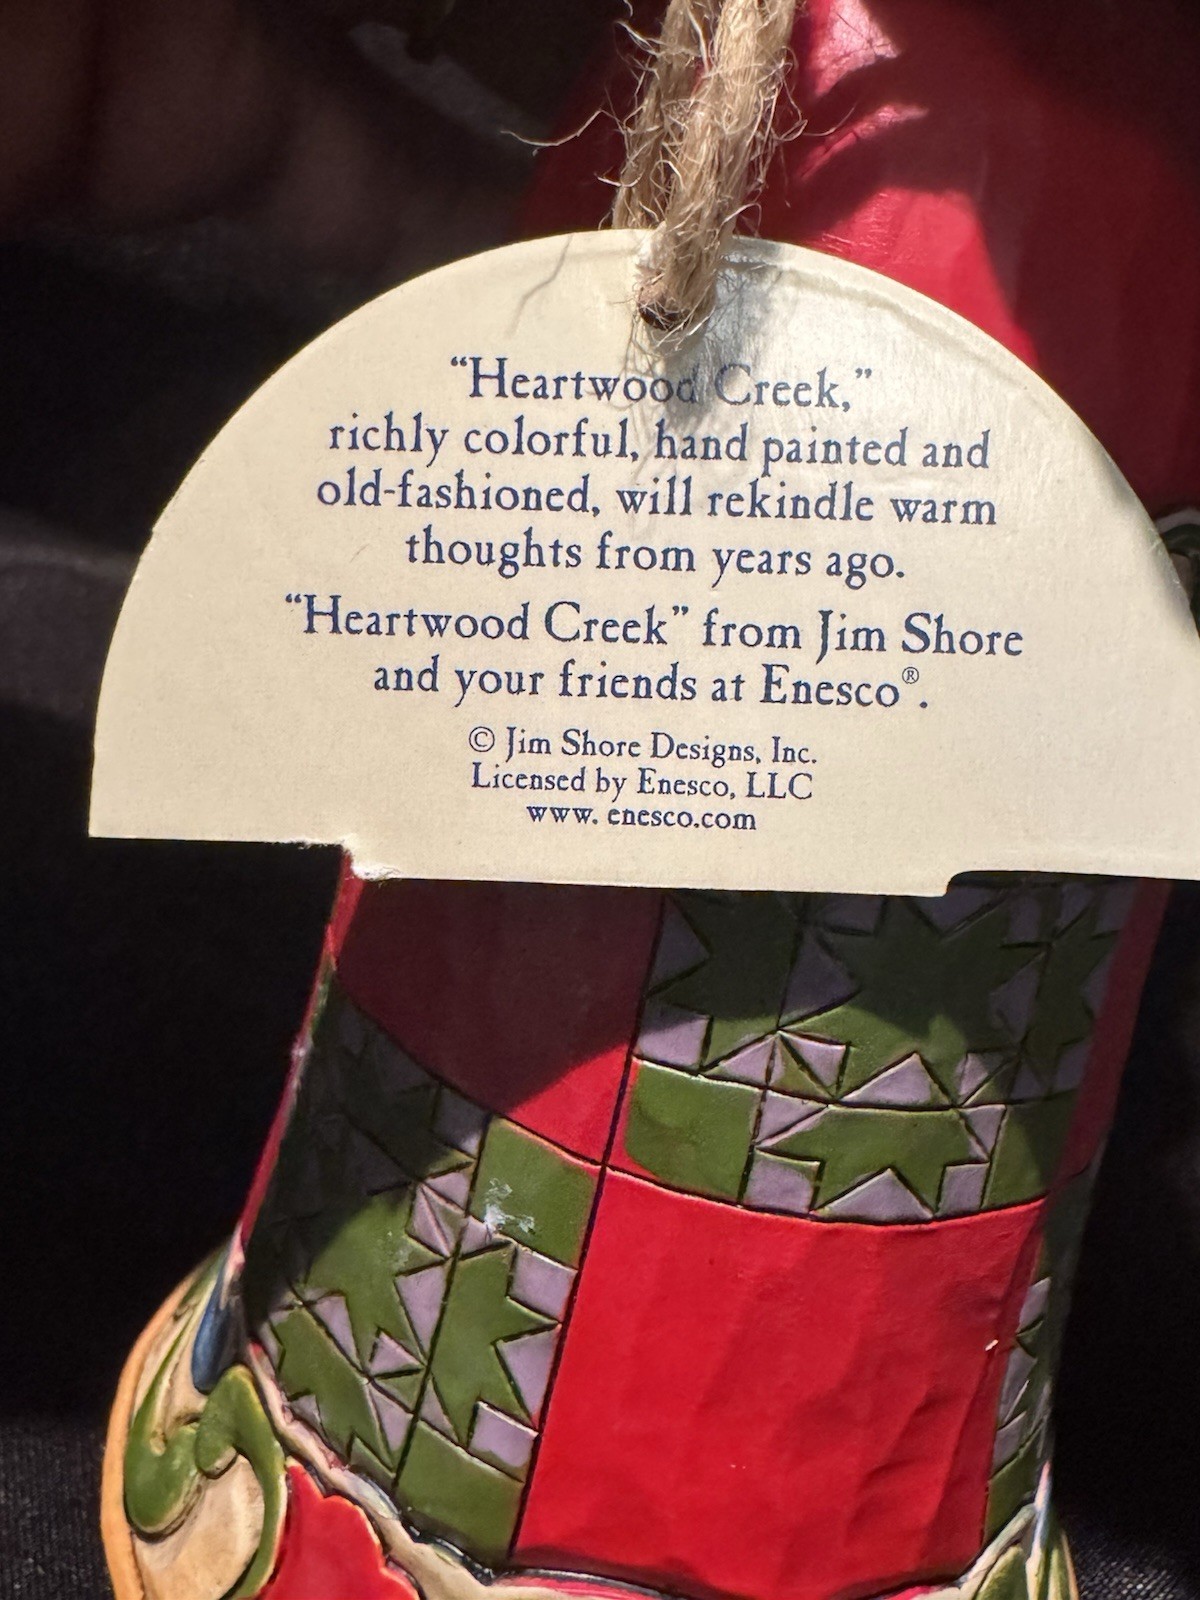 “Heartwood Creek,”
richly colorful, hand painted and
old-fashioned, will rekindle warm
thoughts from years ago.
“Heartwood Creek” from Jim Shore
and your friends at Enesco®.
© Jim Shore Designs, Inc.
Licensed by Enesco, LLC
www. enesco.com